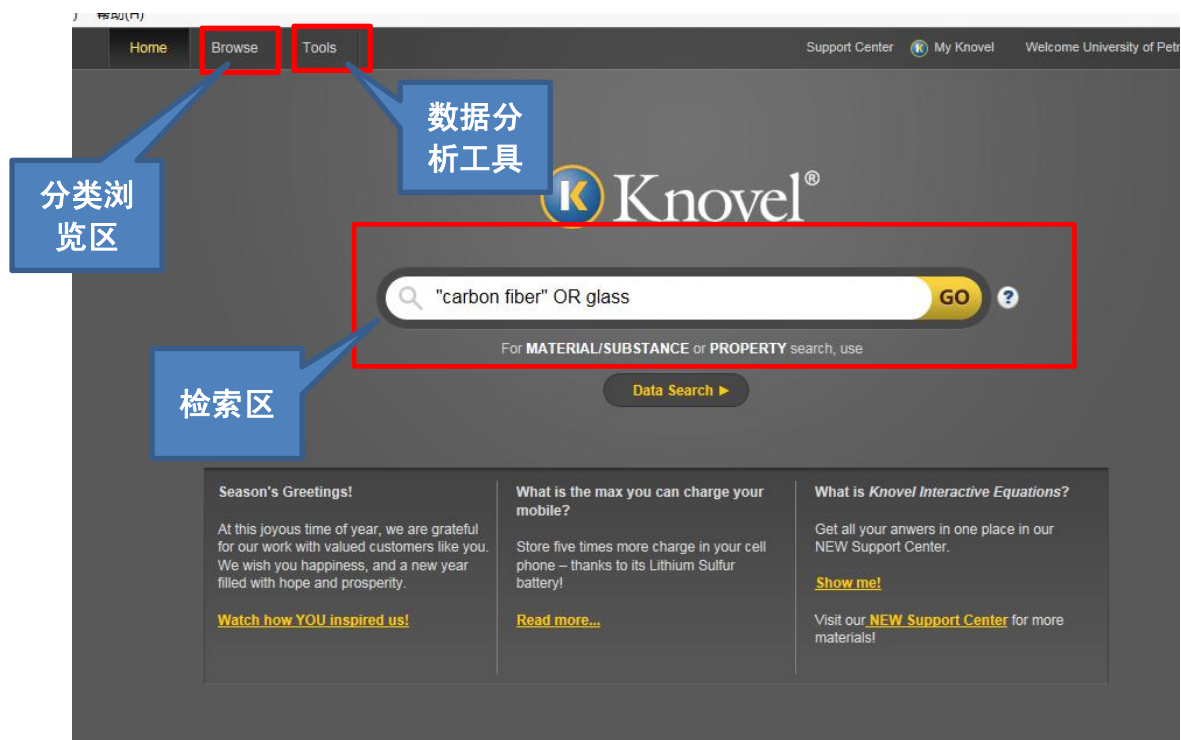 ) 帮助(H)
Home Browse Tools Support Center My Knovel Welcome University of Petr
数据分
析工具
分类浏
览区
K Knovel®
"carbon fiber" OR glass GO ?
For MATERIAL/SUBSTANCE or PROPERTY search, use
检索区
Data Search ►
Season's Greetings!
At this joyous time of year, we are grateful
for our work with valued customers like you.
We wish you happiness, and a new year
filled with hope and prosperity.
Watch how YOU inspired us!
What is the max you can charge your
mobile?
Store five times more charge in your cell
phone – thanks to its Lithium Sulfur
battery!
Read more...
What is Knovel Interactive Equations?
Get all your anwers in one place in our
NEW Support Center.
Show me!
Visit our NEW Support Center for more
materials!